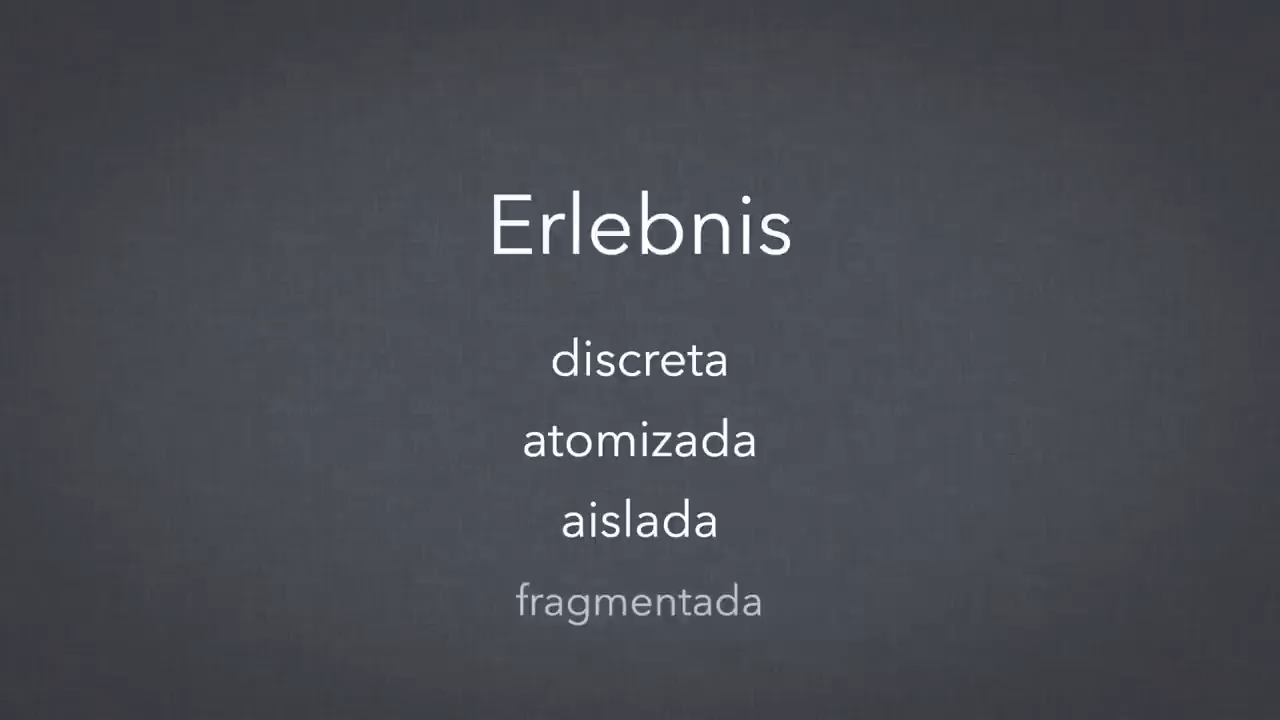 Erlebnis
discreta
atomizada
aislada
fragmentada